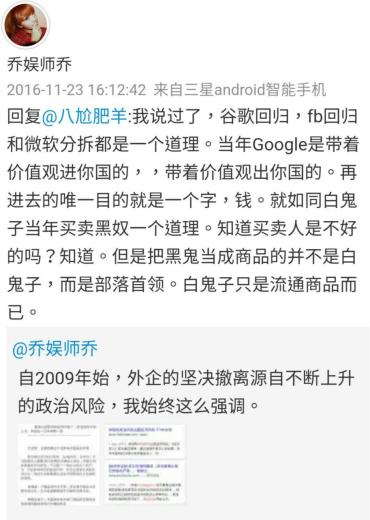 乔娱师乔
2016-11-23 16:12:42 来自三星android智能手机
回复@八尬肥羊:我说过了，谷歌回归，fb回归
和微软分拆都是一个道理。当年Google是带着
价值观进你国的，，带着价值观出你国的。再
进去的唯一目的就是一个字，钱。就如同白鬼
子当年买卖黑奴一个道理。知道买卖人是不好
的吗？知道。但是把黑鬼当成商品的并不是白
鬼子，而是部落首领。白鬼子只是流通商品而
已。
@乔娱师乔
自2009年始，外企的坚决撤离源自不断上升
的政治风险，我始终这么强调。